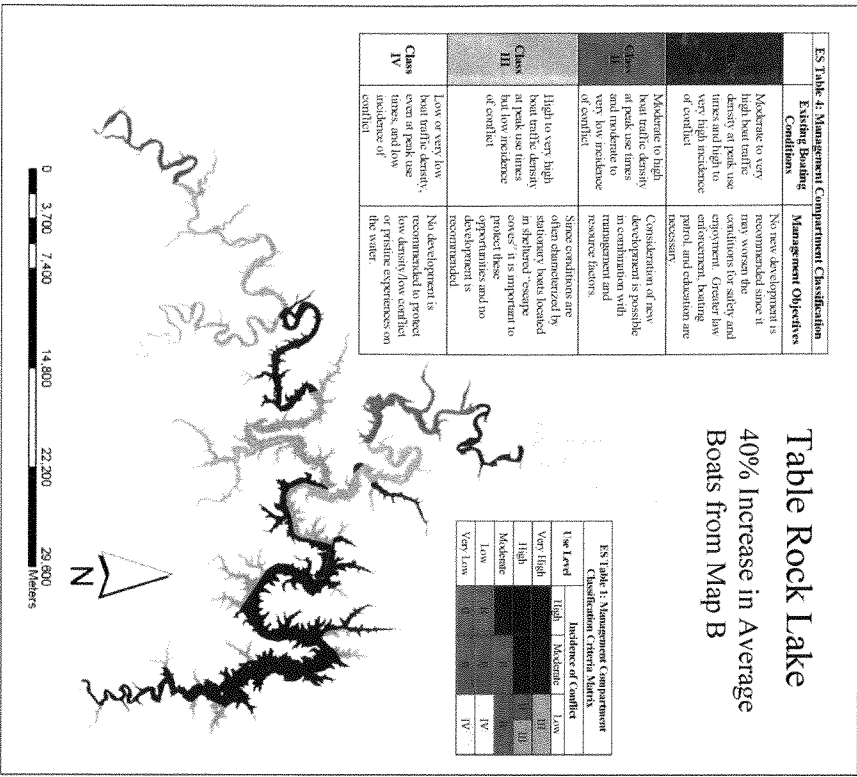 Table Rock Lake
40% Increase in Average
Boats from Map B
ES Table 4: Management Compartment Classification
Existing Boating
Conditions
Management Objectives
Moderate to very
high boat traffic
density at peak use
times and high to
very high incidence
of conflict
No new development is
recommended since it
may worsen the
conditions for safety and
enjoyment. Greater law
enforcement, boating
patrol, and education are
necessary.
Class
II
Moderate to high
boat traffic density
at peak use times
and moderate to
very low incidence
of conflict
Consideration of new
development is possible
in combination with
management and
resource factors.
Class
III
High to very high
boat traffic density
at peak use times
but low incidence
of conflict
Since conditions are
often characterized by
stationary boats located
in sheltered "escape
coves" it is important to
protect these
opportunities and no
development is
recommended
Class
IV
Low or very low
boat traffic density,
even at peak use
times, and low
incidence of
conflict
No development is
recommended to protect
low density/low conflict
or pristine experiences on
the water.
ES Table 1: Management Compartment
Classification Criteria Matrix
Use Level
Incidence of Conflict
High
Moderate
Low
Very High
III
High
III
Moderate
II
Low
II
II
IV
Very Low
II
II
IV
N
0
3,700
7,400
14,800
22,200
29,600
Meters